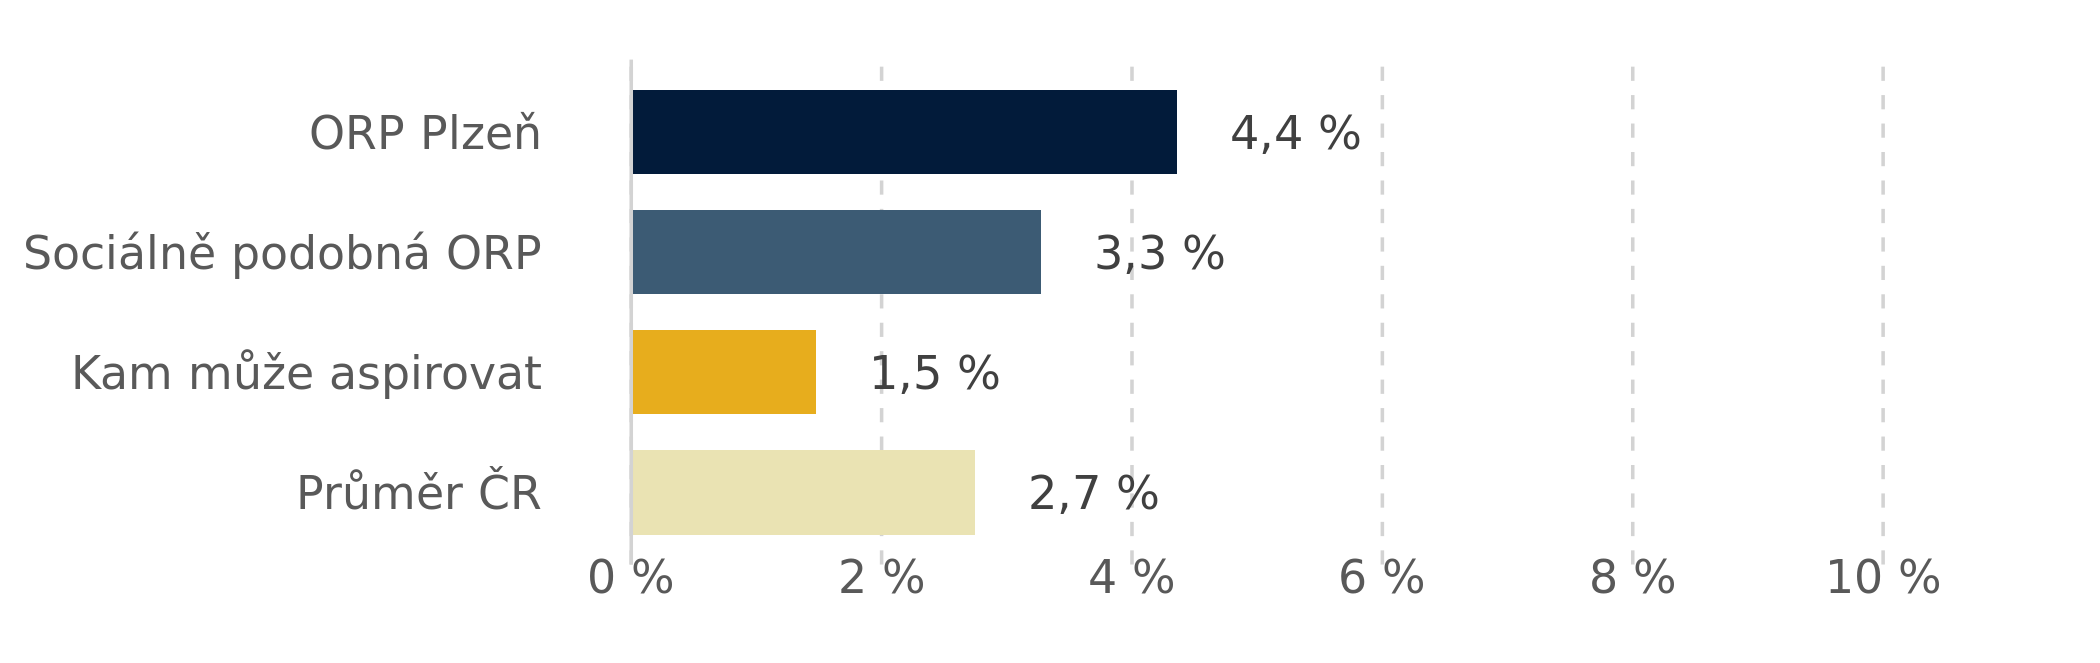 ORP Plzeň 4,4 %
Sociálně podobná ORP 3,3 %
Kam může aspirovat 1,5 %
Průměr ČR 2,7 %
0 % 2 % 4 % 6 % 8 % 10 %